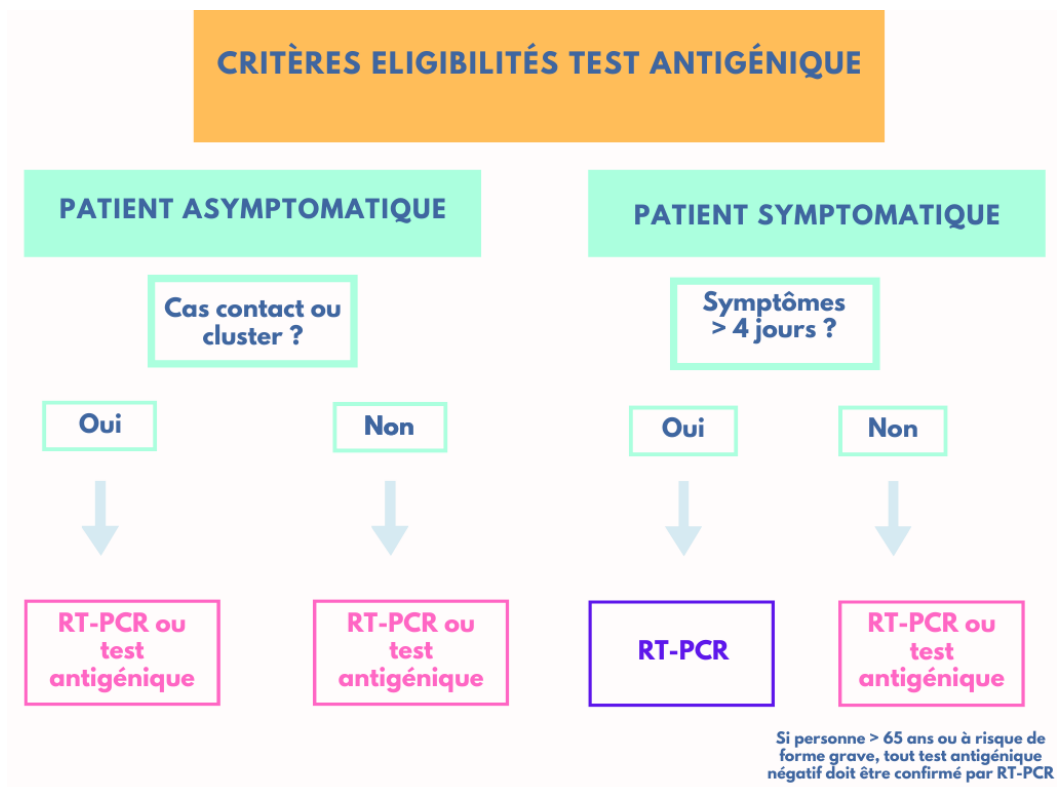 CRITÈRES ELIGIBILITÉS TEST ANTIGÉNIQUE
PATIENT ASYMPTOMATIQUE
PATIENT SYMPTOMATIQUE
Cas contact ou
cluster ?
Symptômes
> 4 jours ?
Oui
Non
Oui
Non
RT-PCR ou
test
antigénique
RT-PCR ou
test
antigénique
RT-PCR
RT-PCR ou
test
antigénique
Si personne > 65 ans ou à risque de
forme grave, tout test antigénique
négatif doit être confirmé par RT-PCR